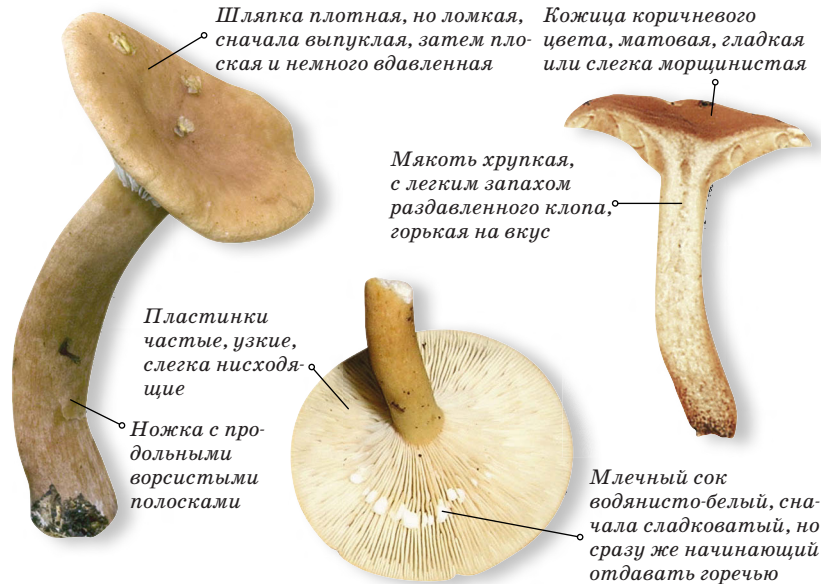 Шляпка плотная, но ломкая,
сначала выпуклая, затем пло-
ская и немного вдавленная
Кожица коричневого
цвета, матовая, гладкая
или слегка морщинистая
Мякоть хрупкая,
с легким запахом
раздавленного клопа,
горькая на вкус
Пластинки
частые, узкие,
слегка нисходя-
щие
Ножка с про-
дольными
ворсистыми
полосками
Млечный сок
водянисто-белый, сна-
чала сладковатый, но
сразу же начинающий
отдавать горечью